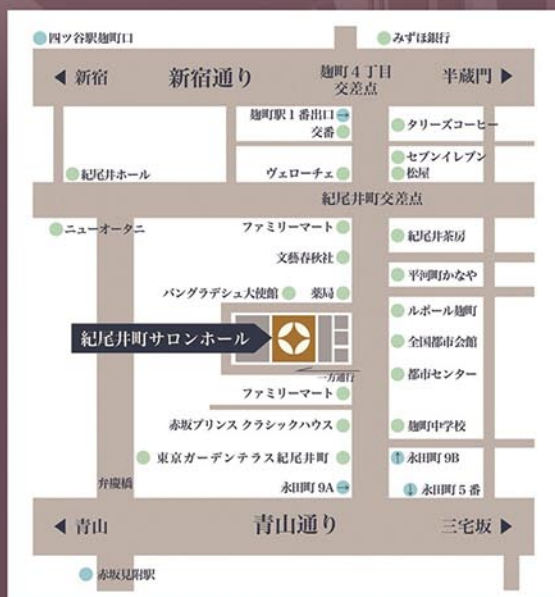 四ツ谷駅麹町口
みずほ銀行
新宿
新宿通り
麹町4丁目
交差点
半蔵門
麹町駅1番出口
交番
タリーズコーヒー
セブンイレブン
紀尾井ホール
ヴェローチェ
松屋
紀尾井町交差点
ニューオータニ
ファミリーマート
紀尾井茶房
文藝春秋社
平河町かなや
バングラデシュ大使館
薬局
ルポール麹町
紀尾井町サロンホール
全国都市会館
一方通行
都市センター
ファミリーマート
赤坂プリンス クラシックハウス
麹町中学校
東京ガーデンテラス紀尾井町
永田町9B
弁慶橋
永田町9A
永田町5番
青山
青山通り
三宅坂
赤坂見附駅